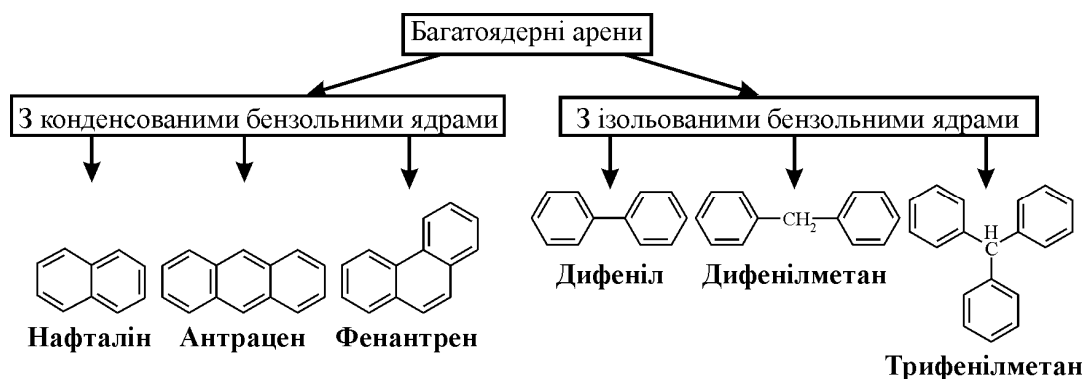 Багатоядерні арени
З конденсованими бензольними ядрами
З ізольованими бензольними ядрами
CH2
H
C
Дифеніл
Дифенілметан
Нафталін
Антрацен
Фенантрен
Трифенілметан